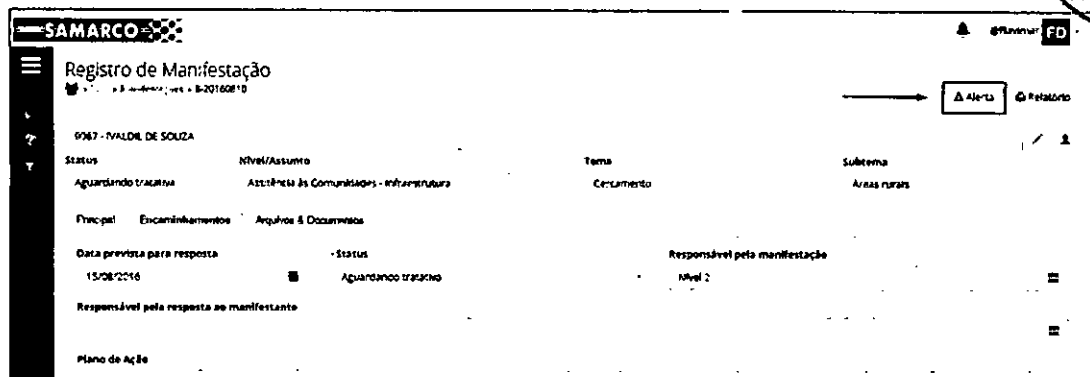 SAMARCO
FD
Registro de Manifestação
Alerta Relatório
9067 - IVALDIL DE SOUZA
Status Nível/Assunto Tema Subtema
Aguardando tratativa Assistência às Comunidades - Infraestrutura Cercamento Áreas rurais
Principal Encaminhamentos Arquivos & Documentos
Data prevista para resposta Status Responsável pela manifestação
15/08/2016 Aguardando tratativa Nível 2
Responsável pela resposta ao manifestante
Plano de Ação